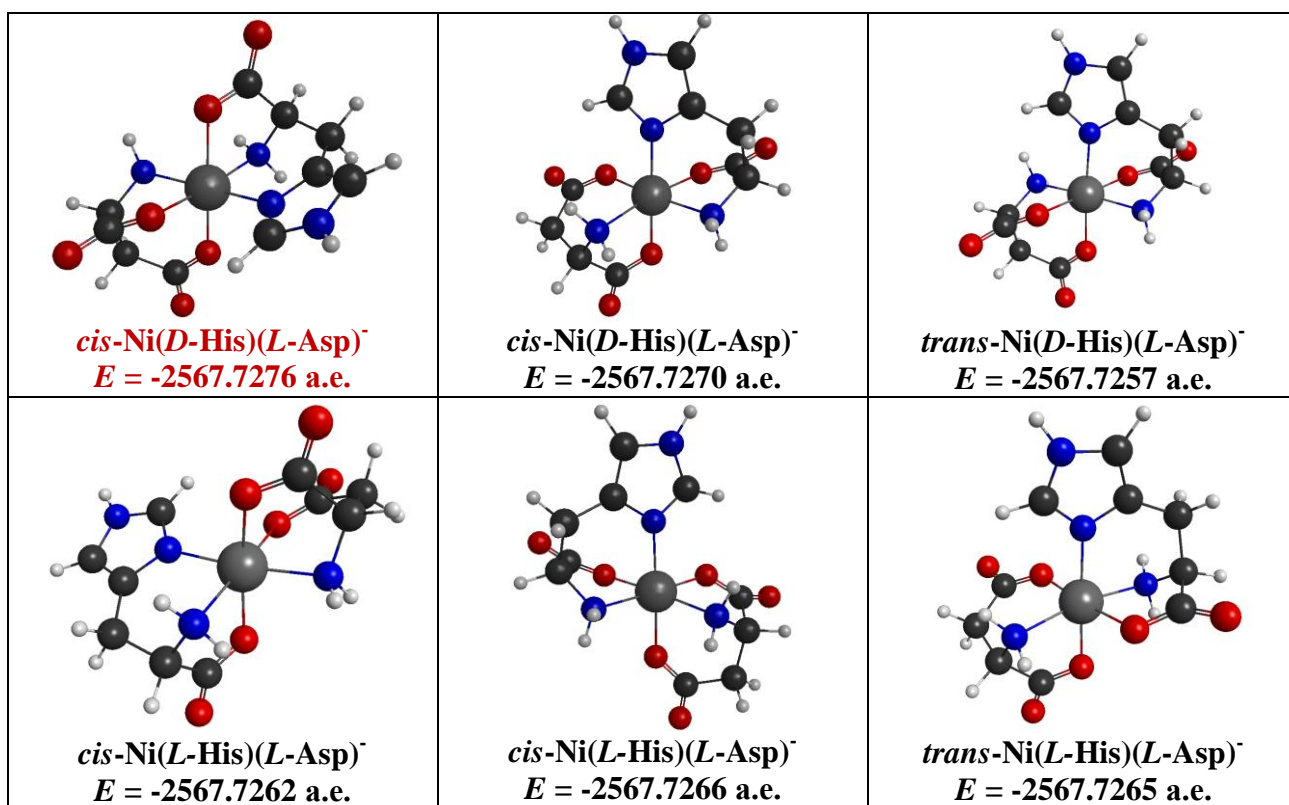 cis-Ni(D-His)(L-Asp)⁻
E = -2567.7276 a.e.
cis-Ni(D-His)(L-Asp)⁻
E = -2567.7270 a.e.
trans-Ni(D-His)(L-Asp)⁻
E = -2567.7257 a.e.
cis-Ni(L-His)(L-Asp)⁻
E = -2567.7262 a.e.
cis-Ni(L-His)(L-Asp)⁻
E = -2567.7266 a.e.
trans-Ni(L-His)(L-Asp)⁻
E = -2567.7265 a.e.